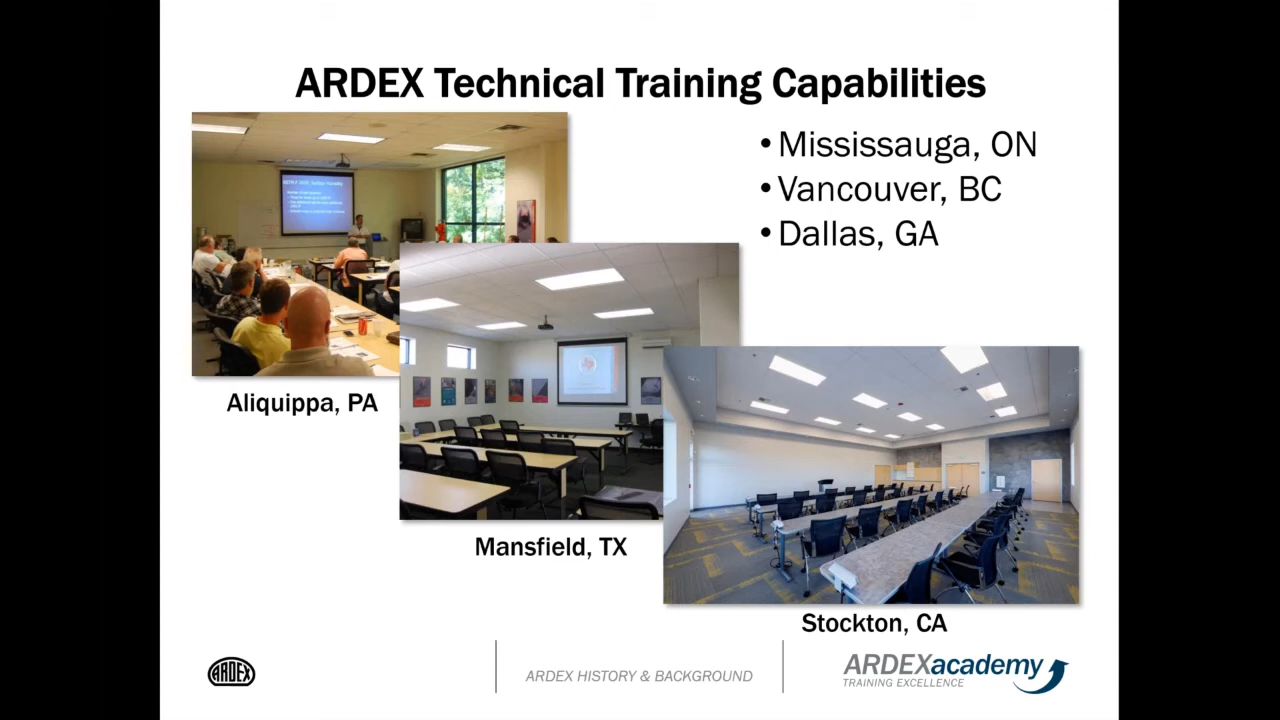 ARDEX Technical Training Capabilities
• Mississauga, ON
• Vancouver, BC
• Dallas, GA
Aliquippa, PA
Mansfield, TX
Stockton, CA
ARDEX
ARDEX HISTORY & BACKGROUND
ARDEXacademy
TRAINING EXCELLENCE